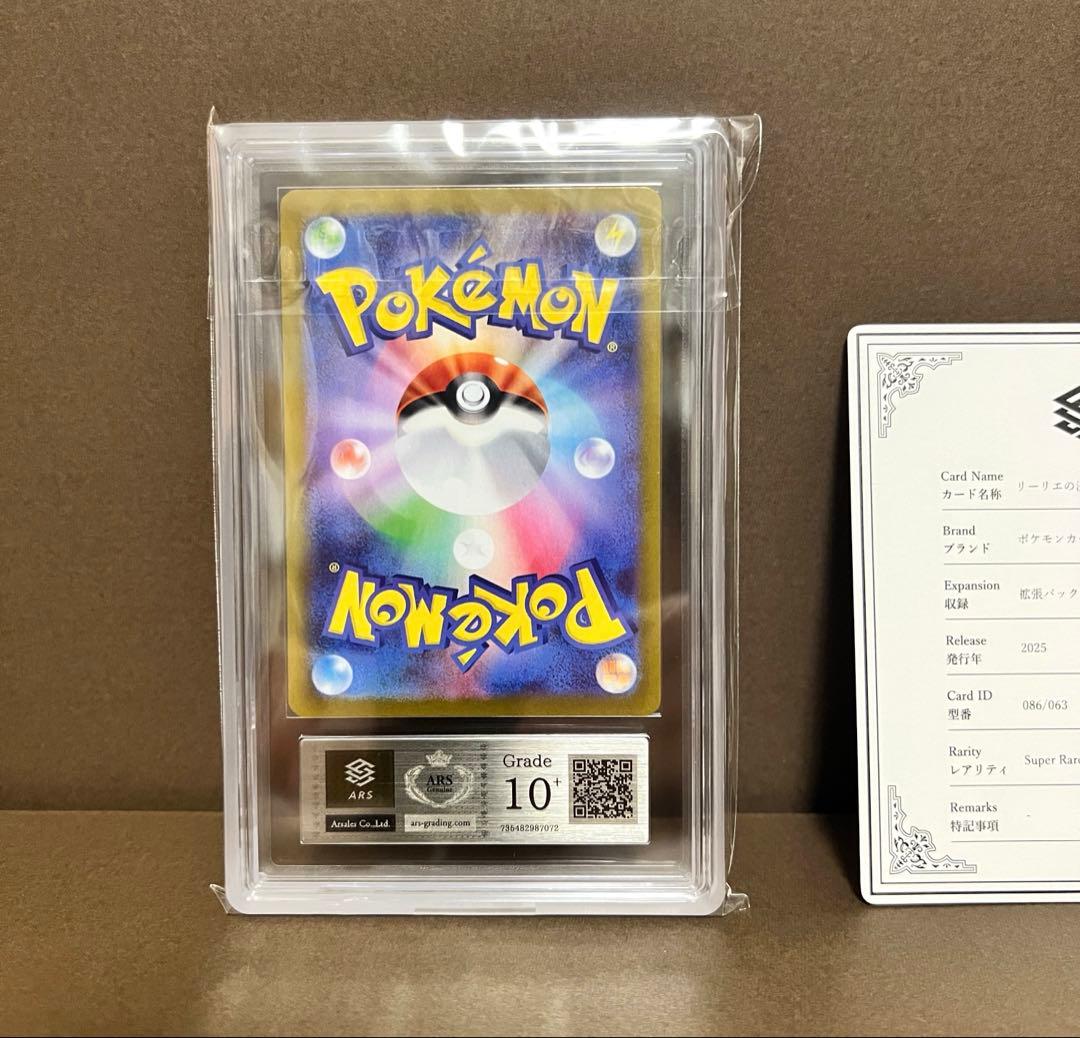 POKÉMON
®
POKÉMON
®
ARS
Arsales Co.,Ltd.
ARS
Genuine
ars-grading.com
Grade
10+
Card Name
カード名称
リーリエの
Brand
ブランド
ポケモンカ
Expansion
収録
拡張パック
Release
発行年
2025
Card ID
型番
086/063
Rarity
レアリティ
Super Rare
Remarks
特記事項
-